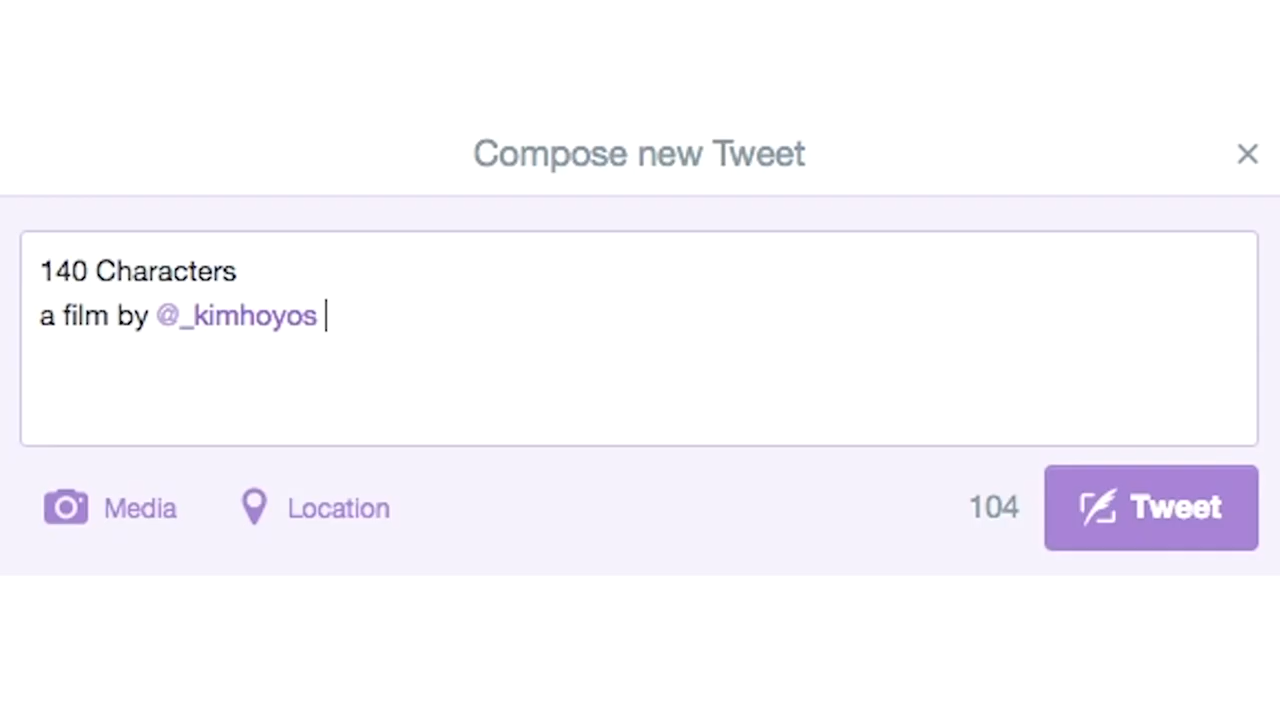 Compose new Tweet ×
140 Characters
a film by @_kimhoyos
Media Location 104 Tweet